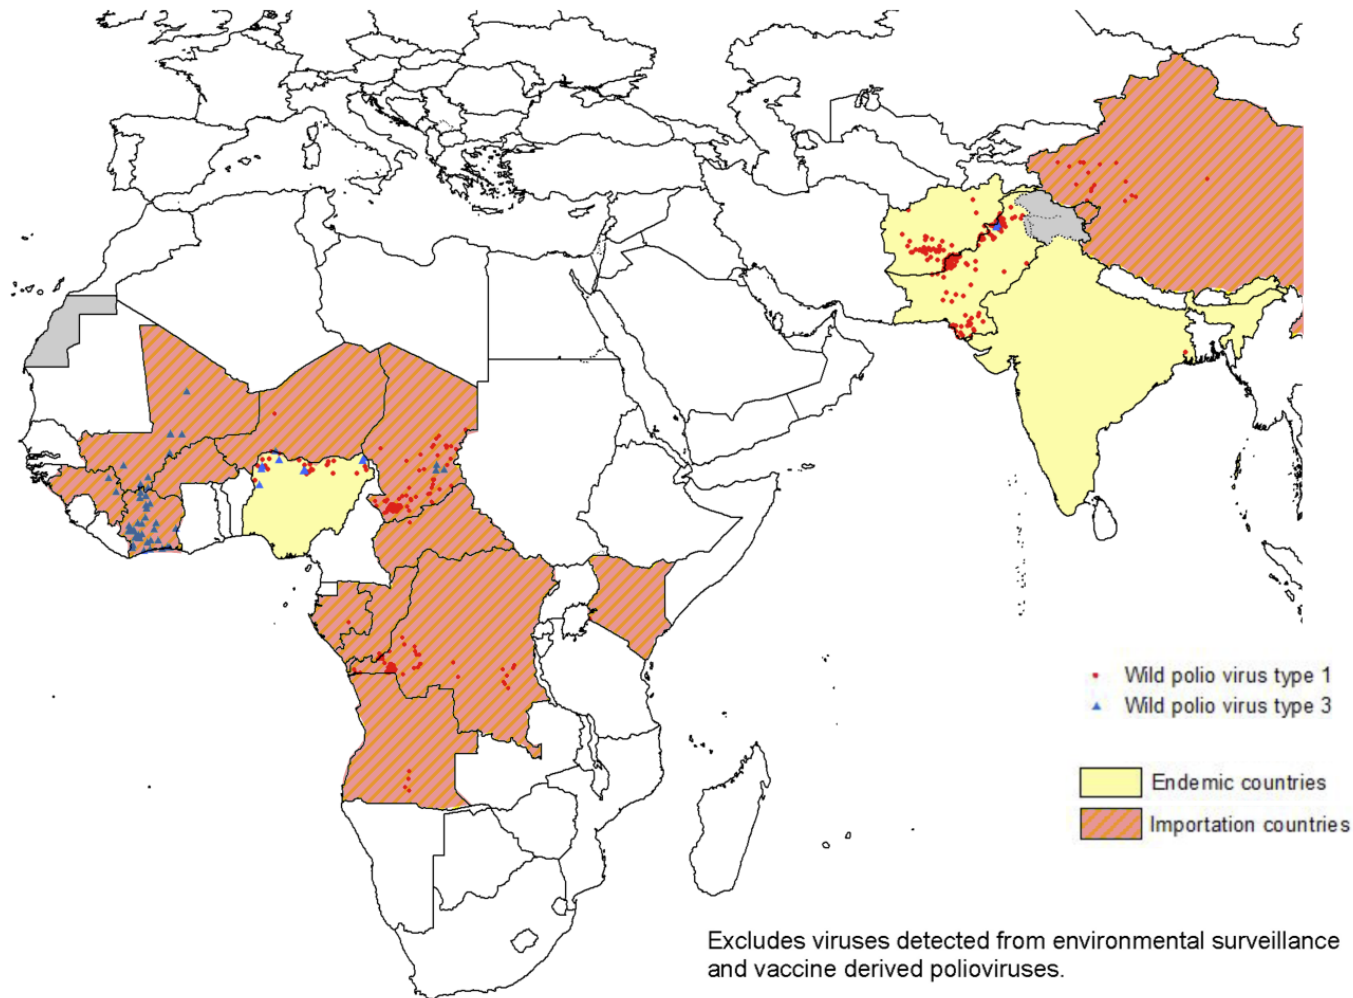 Wild polio virus type 1
Wild polio virus type 3
Endemic countries
Importation countries
Excludes viruses detected from environmental surveillance
and vaccine derived polioviruses.